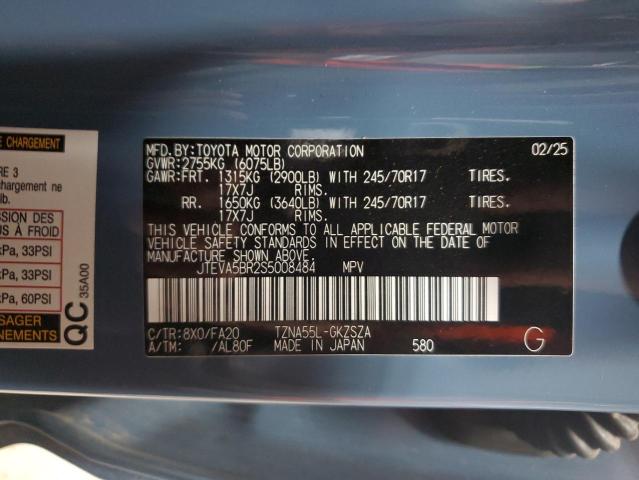 E CHARGEMENT
RE 3
chargement ne
lb.
SSION DES
US À FROID
kPa, 33PSI
kPa, 33PSI
kPa, 60PSI
SAGER
NNEMENTS
QC
35A00
MFD.BY:TOYOTA MOTOR CORPORATION 02/25
GVWR:2755KG (6075LB)
GAWR:FRT. 1315KG (2900LB) WITH 245/70R17 TIRES.
17X7J RIMS.
RR. 1650KG (3640LB) WITH 245/70R17 TIRES.
17X7J RIMS.
THIS VEHICLE CONFORMS TO ALL APPLICABLE FEDERAL MOTOR
VEHICLE SAFETY STANDARDS IN EFFECT ON THE DATE OF
MANUFACTURE SHOWN ABOVE.
JTEVA5BR2S5008484 MPV
C/TR:8X0/FA20 TZNA55L-GKZSZA
A/TM: /AL80F MADE IN JAPAN 580 G